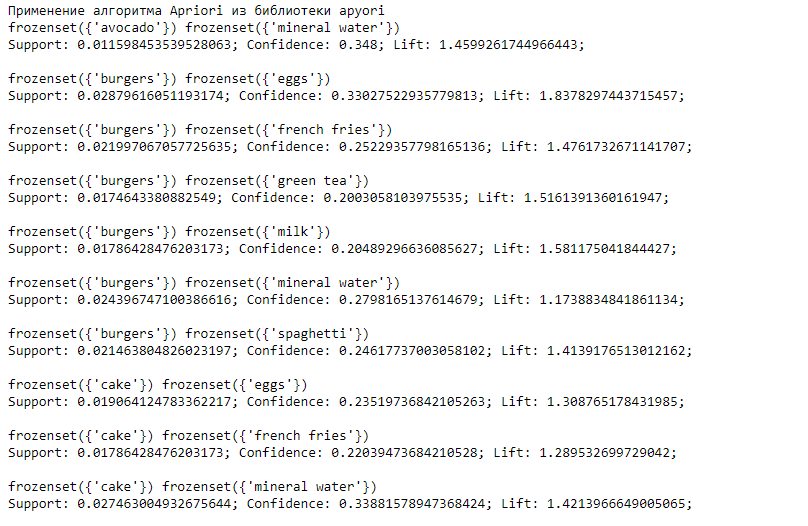 Применение алгоритма Apriori из библиотеки apyori
frozenset({'avocado'}) frozenset({'mineral water'})
Support: 0.011598453539528063; Confidence: 0.348; Lift: 1.4599261744966443;
frozenset({'burgers'}) frozenset({'eggs'})
Support: 0.02879616051193174; Confidence: 0.33027522935779813; Lift: 1.8378297443715457;
frozenset({'burgers'}) frozenset({'french fries'})
Support: 0.021997067057725635; Confidence: 0.25229357798165136; Lift: 1.4761732671141707;
frozenset({'burgers'}) frozenset({'green tea'})
Support: 0.0174643380882549; Confidence: 0.2003058103975535; Lift: 1.5161391360161947;
frozenset({'burgers'}) frozenset({'milk'})
Support: 0.01786428476203173; Confidence: 0.20489296636085627; Lift: 1.581175041844427;
frozenset({'burgers'}) frozenset({'mineral water'})
Support: 0.024396747100386616; Confidence: 0.2798165137614679; Lift: 1.1738834841861134;
frozenset({'burgers'}) frozenset({'spaghetti'})
Support: 0.021463804826023197; Confidence: 0.24617737003058102; Lift: 1.4139176513012162;
frozenset({'cake'}) frozenset({'eggs'})
Support: 0.019064124783362217; Confidence: 0.23519736842105263; Lift: 1.308765178431985;
frozenset({'cake'}) frozenset({'french fries'})
Support: 0.01786428476203173; Confidence: 0.22039473684210528; Lift: 1.289532699729042;
frozenset({'cake'}) frozenset({'mineral water'})
Support: 0.027463004932675644; Confidence: 0.33881578947368424; Lift: 1.4213966649005065;